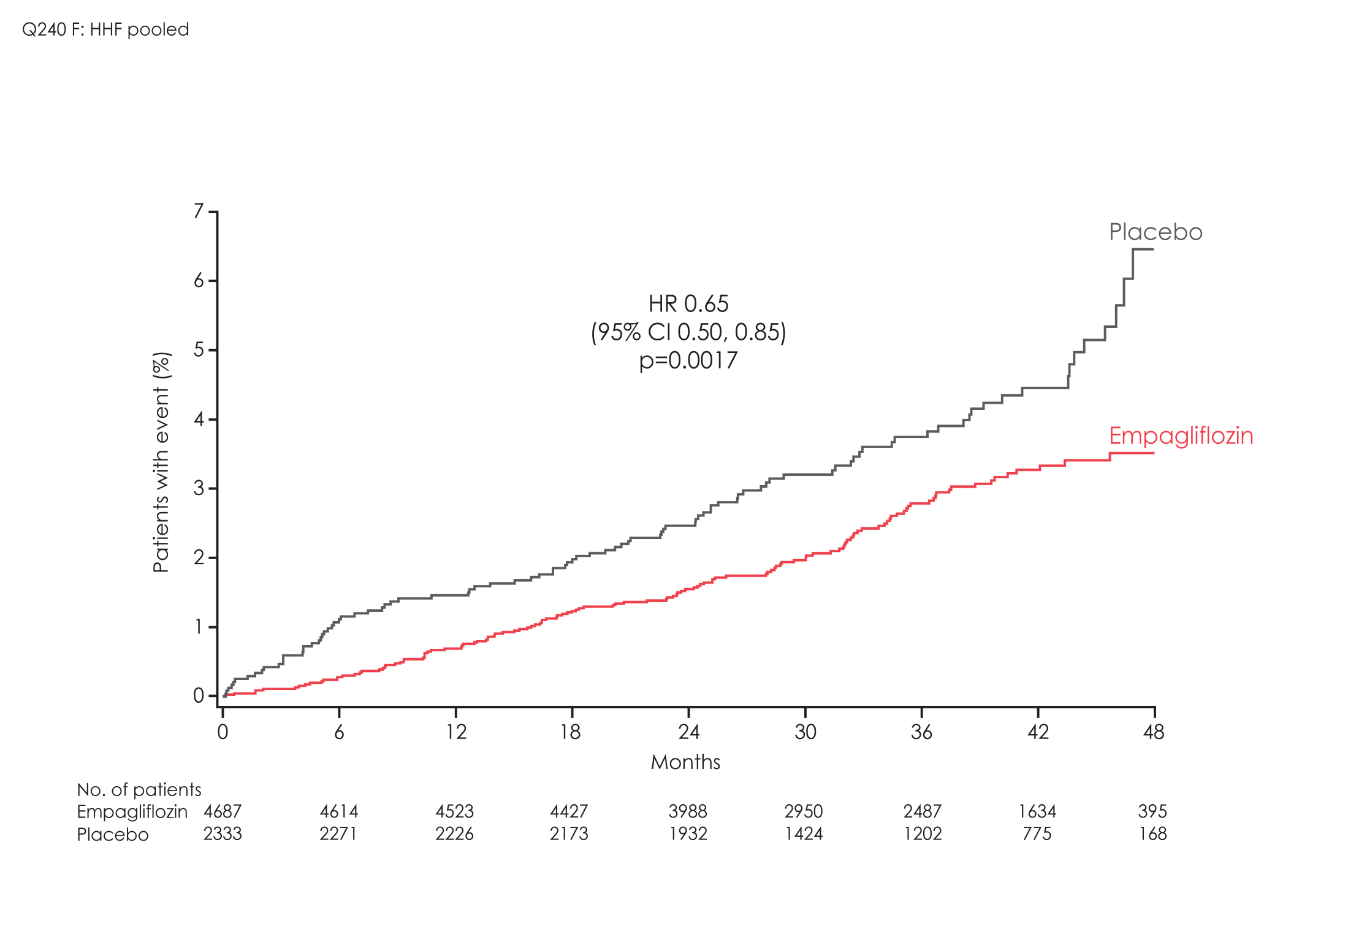 Q240 F: HHF pooled
7
Placebo
6
HR 0.65
(95% CI 0.50, 0.85)
p=0.0017
5
Patients with event (%)
4
Empagliflozin
3
2
1
0
0 6 12 18 24 30 36 42 48
Months
No. of patients
Empagliflozin 4687 4614 4523 4427 3988 2950 2487 1634 395
Placebo 2333 2271 2226 2173 1932 1424 1202 775 168